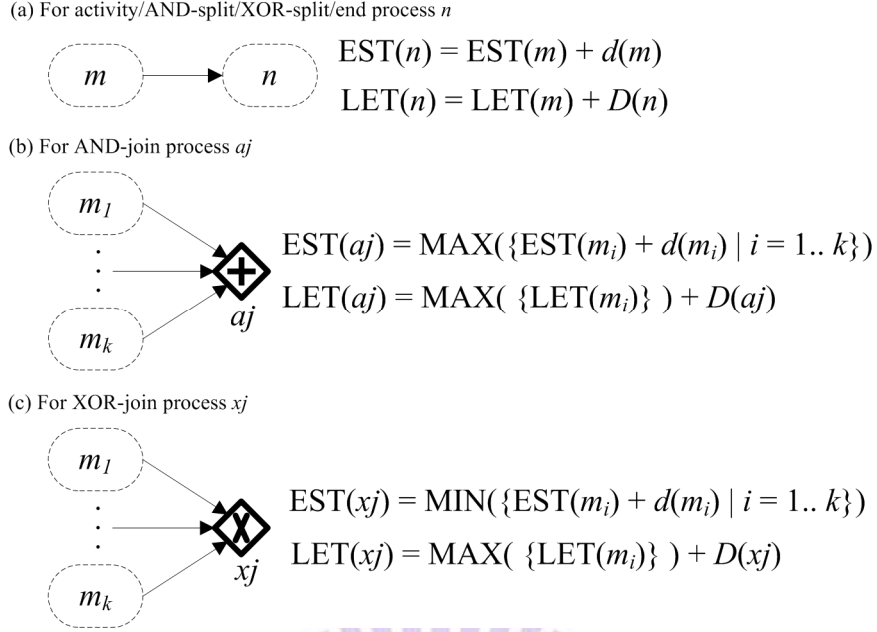 (a) For activity/AND-split/XOR-split/end process n
m
n
EST(n) = EST(m) + d(m)
LET(n) = LET(m) + D(n)
(b) For AND-join process aj
m1
mk
aj
EST(aj) = MAX({EST(mi) + d(mi) | i = 1.. k})
LET(aj) = MAX( {LET(mi)} ) + D(aj)
(c) For XOR-join process xj
m1
mk
X
xj
EST(xj) = MIN({EST(mi) + d(mi) | i = 1.. k})
LET(xj) = MAX( {LET(mi)} ) + D(xj)